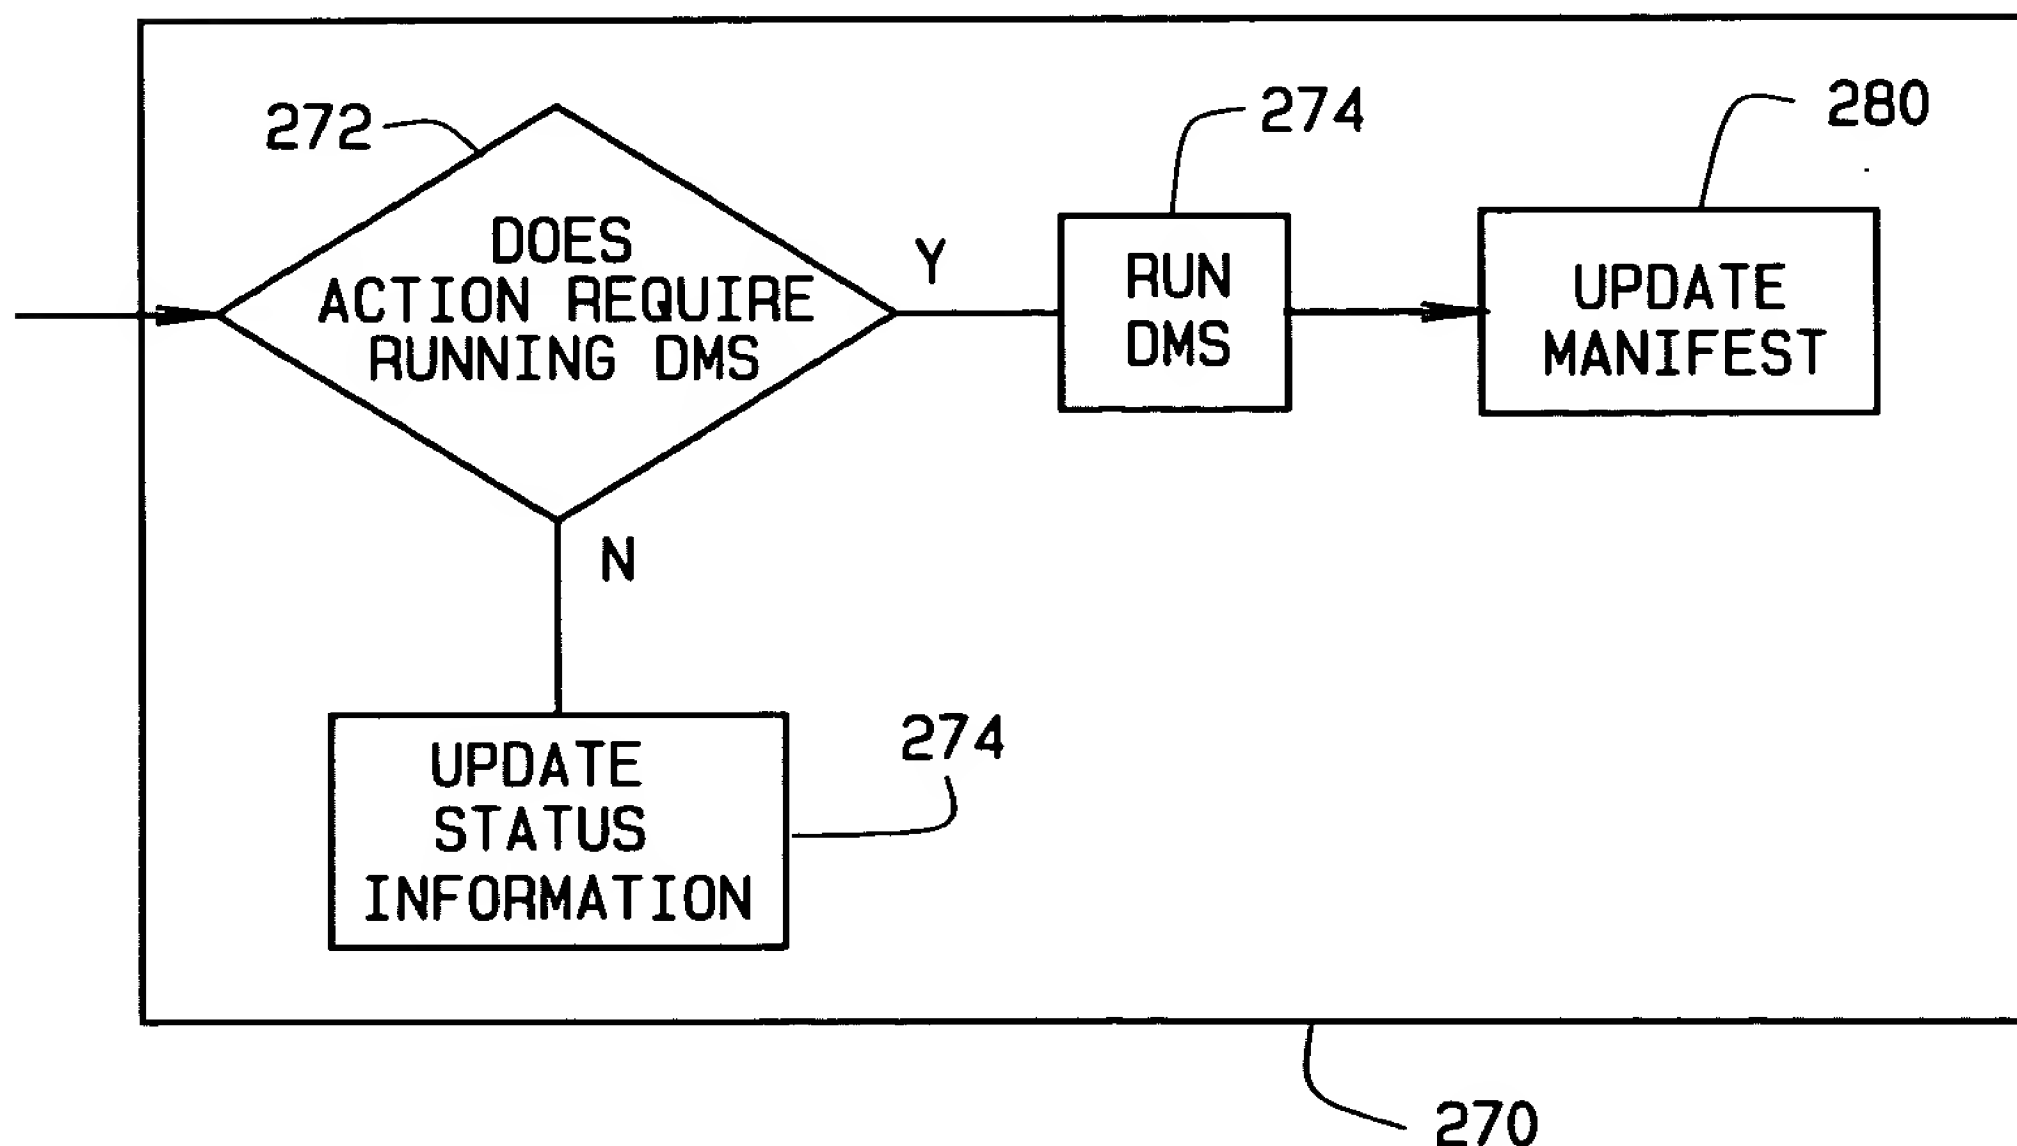 272
DOES
ACTION REQUIRE
RUNNING DMS
Y
274
RUN
DMS
280
UPDATE
MANIFEST
N
UPDATE
STATUS
INFORMATION
274
270